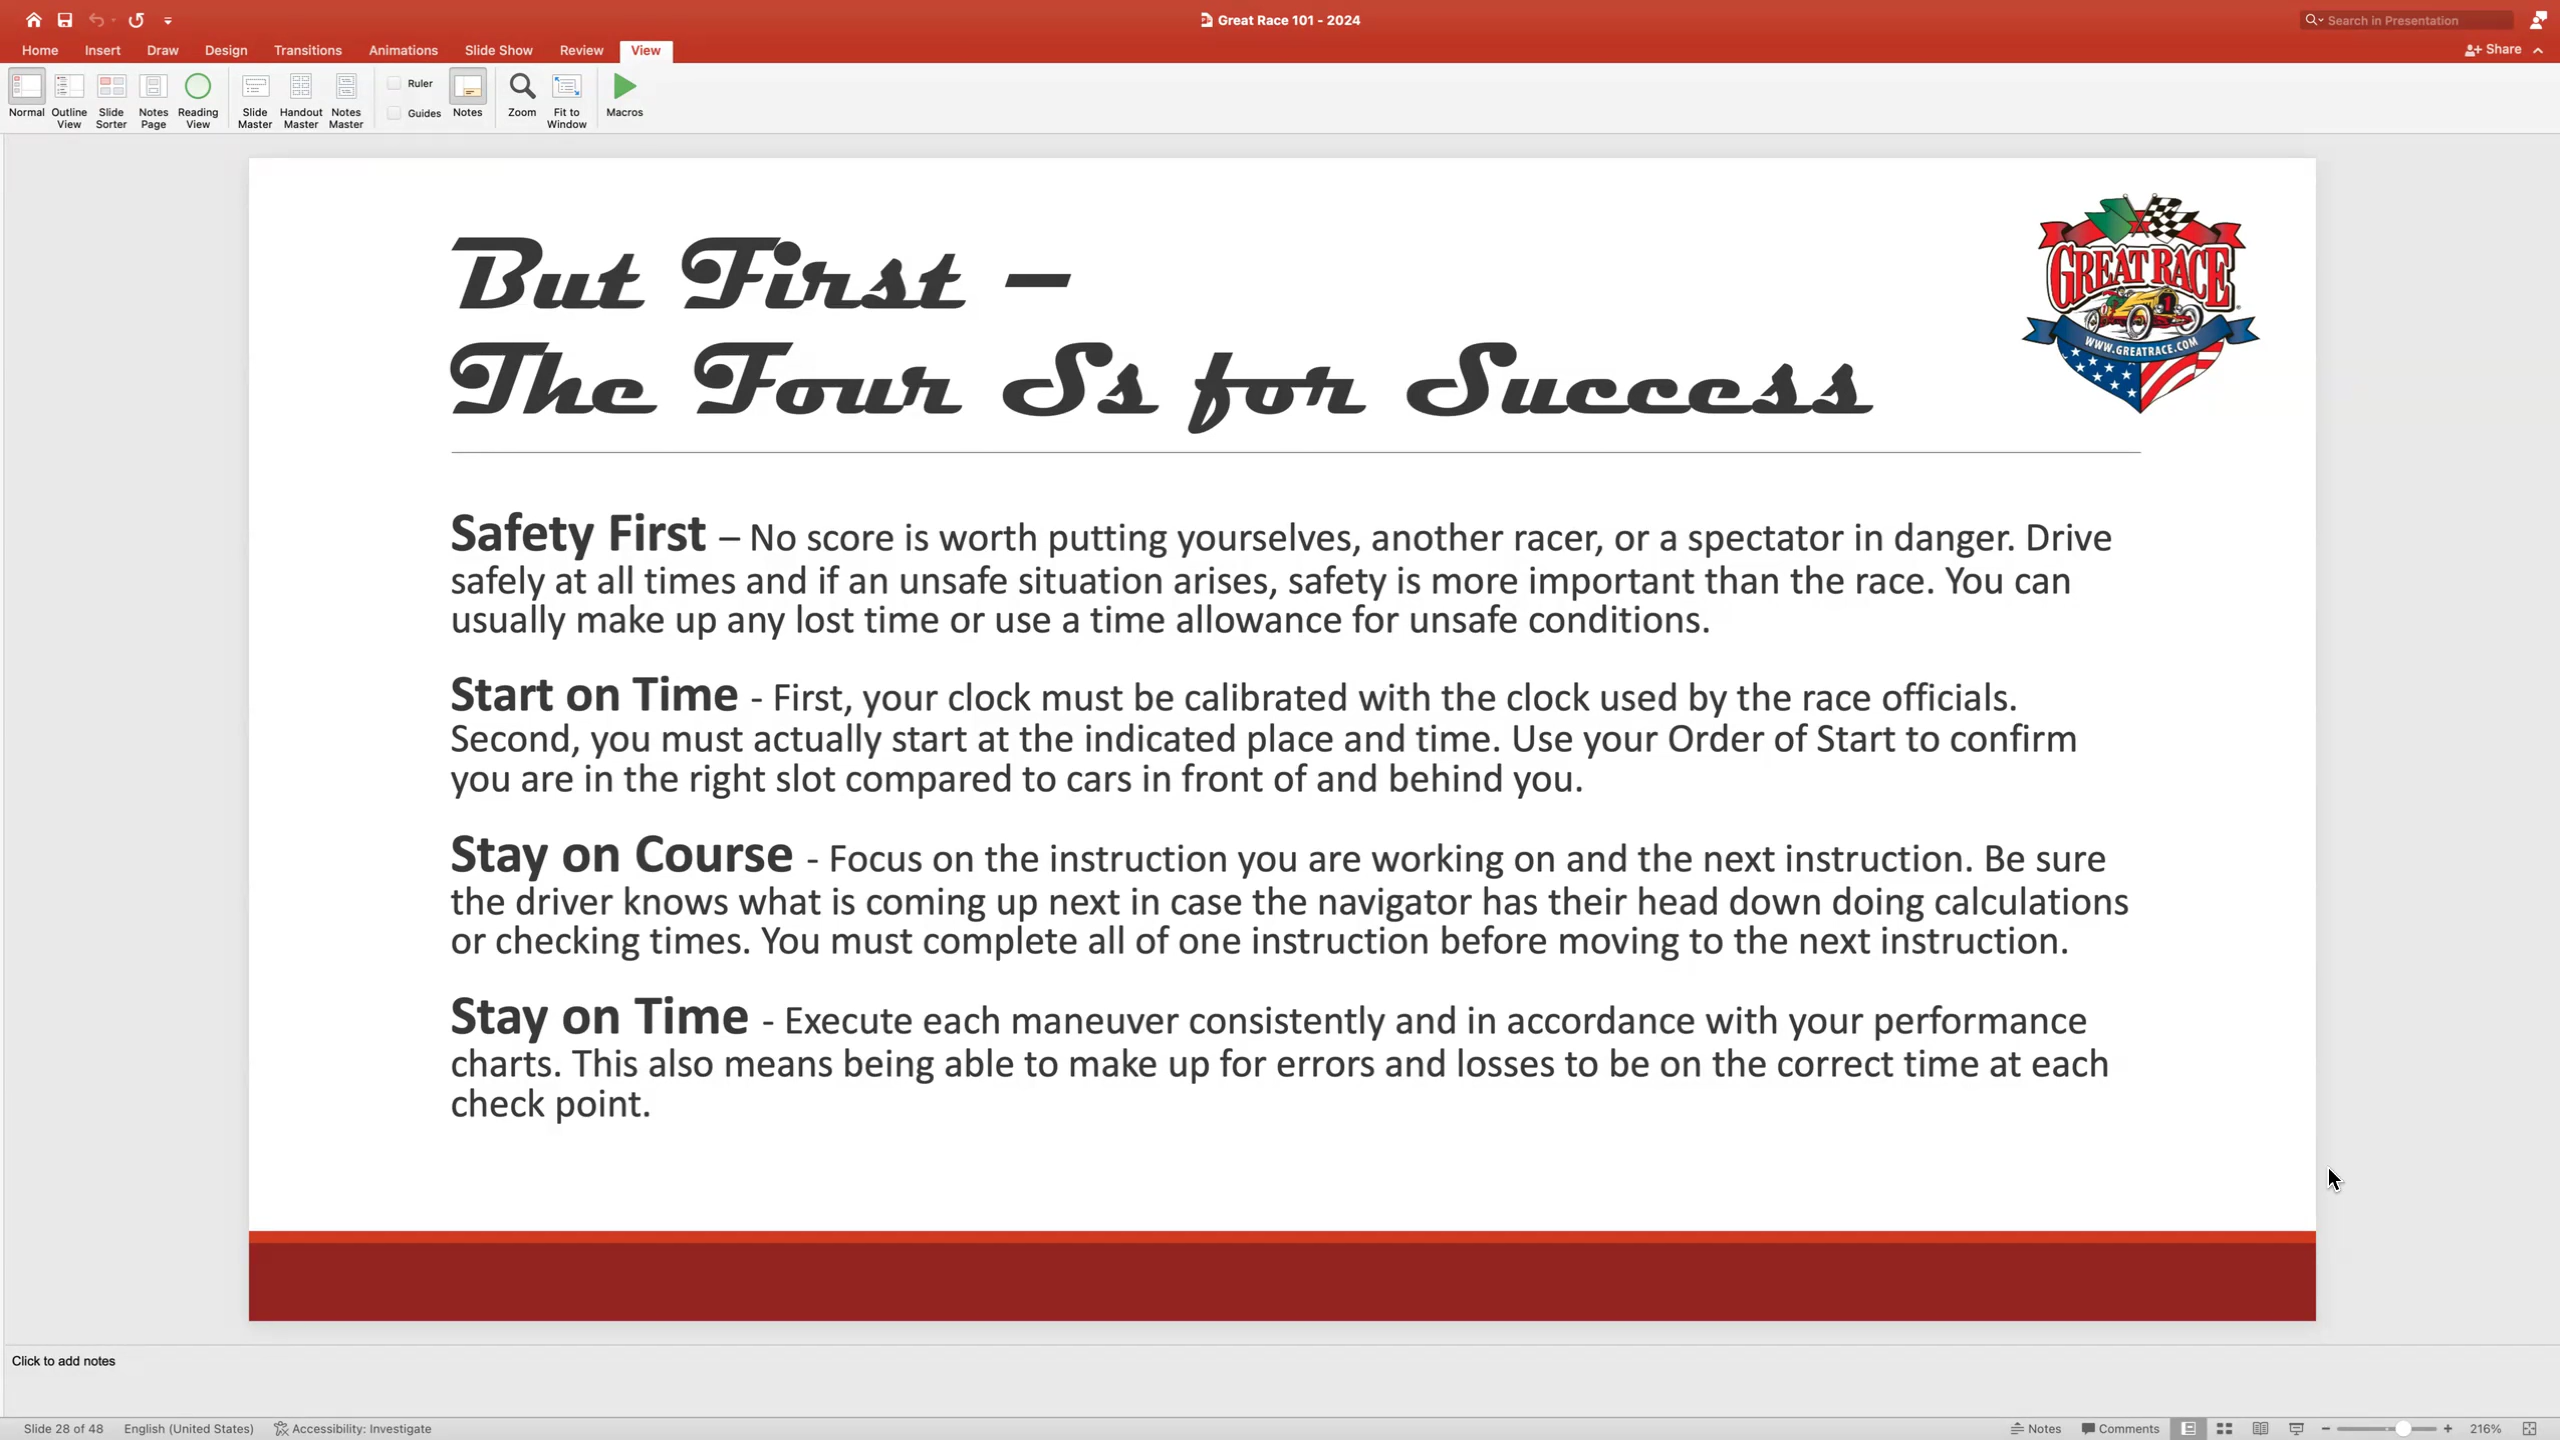 Great Race 101 - 2024
Search in Presentation
Home Insert Draw Design Transitions Animations Slide Show Review View
Share
Normal Outline View Slide Sorter Notes Page Reading View Slide Master Handout Master Notes Master Ruler Guides Notes Zoom Fit to Window Macros
But First –
The Four Ss for Success
GREAT RACE
1
WWW.GREATRACE.COM
Safety First – No score is worth putting yourselves, another racer, or a spectator in danger. Drive
safely at all times and if an unsafe situation arises, safety is more important than the race. You can
usually make up any lost time or use a time allowance for unsafe conditions.
Start on Time - First, your clock must be calibrated with the clock used by the race officials.
Second, you must actually start at the indicated place and time. Use your Order of Start to confirm
you are in the right slot compared to cars in front of and behind you.
Stay on Course - Focus on the instruction you are working on and the next instruction. Be sure
the driver knows what is coming up next in case the navigator has their head down doing calculations
or checking times. You must complete all of one instruction before moving to the next instruction.
Stay on Time - Execute each maneuver consistently and in accordance with your performance
charts. This also means being able to make up for errors and losses to be on the correct time at each
check point.
Click to add notes
Slide 28 of 48 English (United States) Accessibility: Investigate Notes Comments 216%